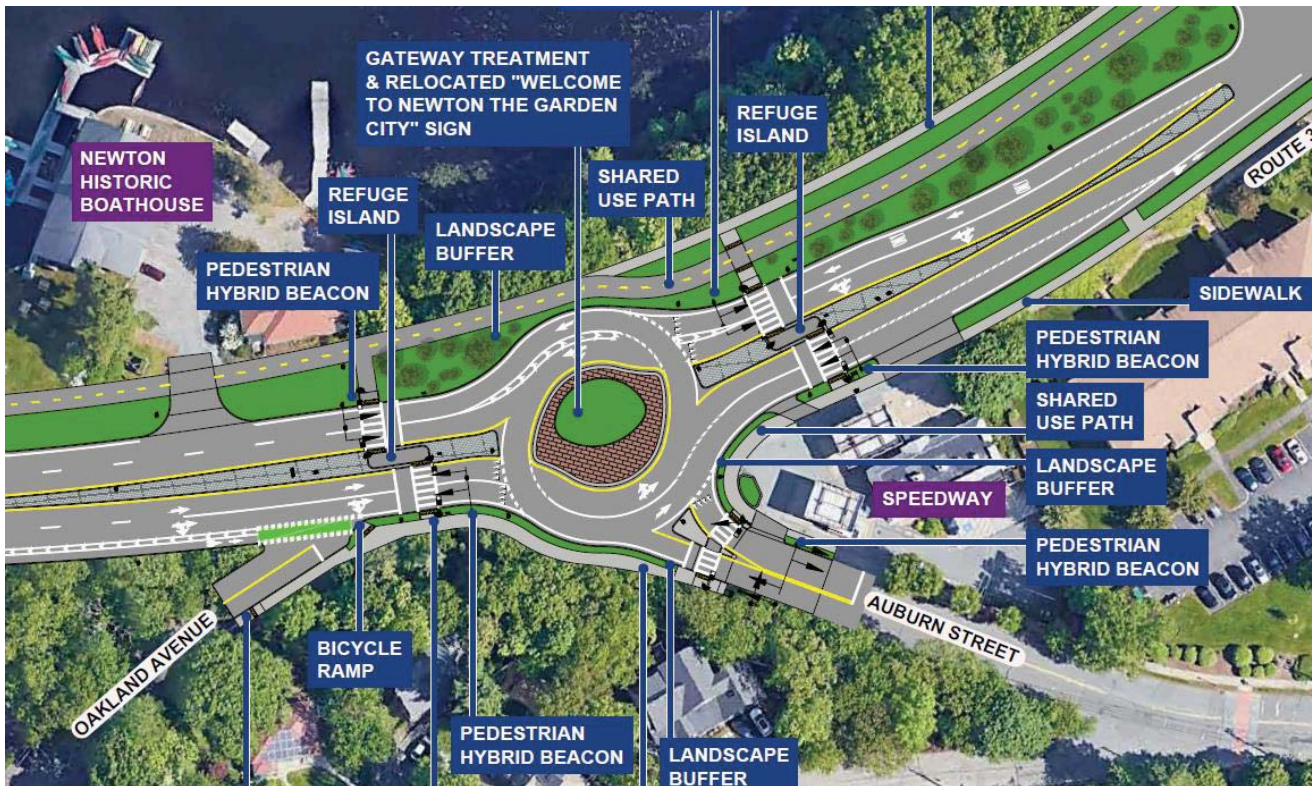 GATEWAY TREATMENT
& RELOCATED "WELCOME
TO NEWTON THE GARDEN
CITY" SIGN
REFUGE
ISLAND
NEWTON
HISTORIC
BOATHOUSE
REFUGE
ISLAND
SHARED
USE PATH
LANDSCAPE
BUFFER
PEDESTRIAN
HYBRID BEACON
ROUTE 3
SIDEWALK
PEDESTRIAN
HYBRID BEACON
SHARED
USE PATH
LANDSCAPE
BUFFER
SPEEDWAY
PEDESTRIAN
HYBRID BEACON
AUBURN STREET
OAKLAND AVENUE
BICYCLE
RAMP
PEDESTRIAN
HYBRID BEACON
LANDSCAPE
BUFFER